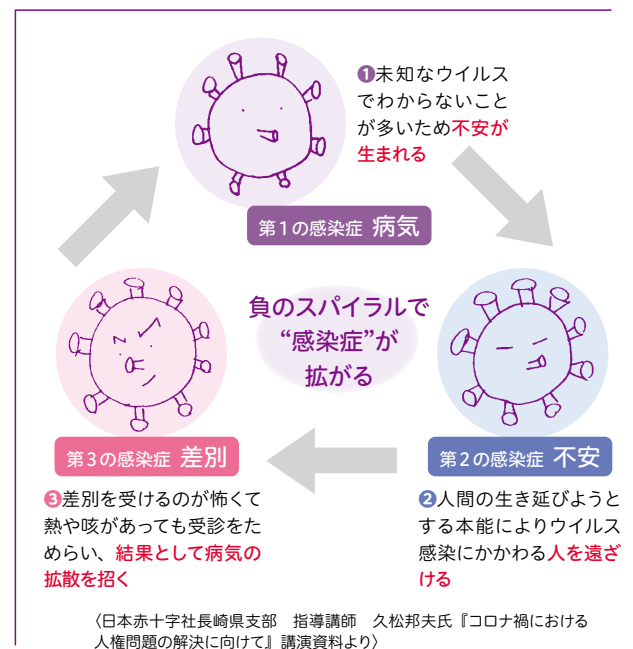 ❶未知なウイルス
でわからないこと
が多いため不安が
生まれる
第1の感染症 病気
負のスパイラルで
“感染症”が
拡がる
第3の感染症 差別
第2の感染症 不安
❸差別を受けるのが怖くて
熱や咳があっても受診をた
めらい、結果として病気の
拡散を招く
❷人間の生き延びようと
する本能によりウイルス
感染にかかわる人を遠ざ
ける
〈日本赤十字社長崎県支部　指導講師　久松邦夫氏『コロナ禍における
人権問題の解決に向けて』講演資料より〉